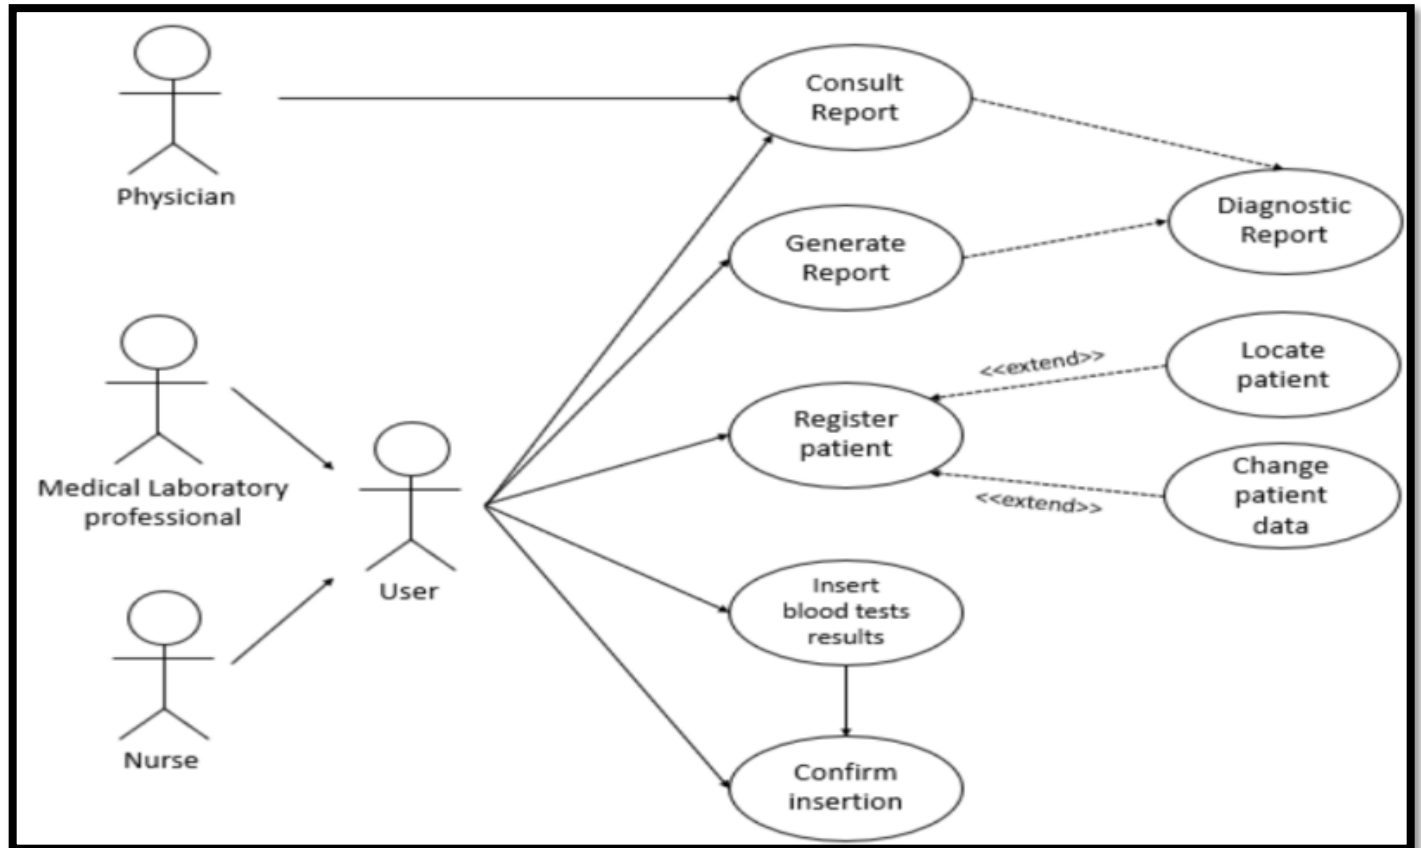 Physician
Consult
Report
Diagnostic
Report
Generate
Report
Medical Laboratory
professional
User
Nurse
Register
patient
<<extend>>
Locate
patient
<<extend>>
Change
patient
data
Insert
blood tests
results
Confirm
insertion